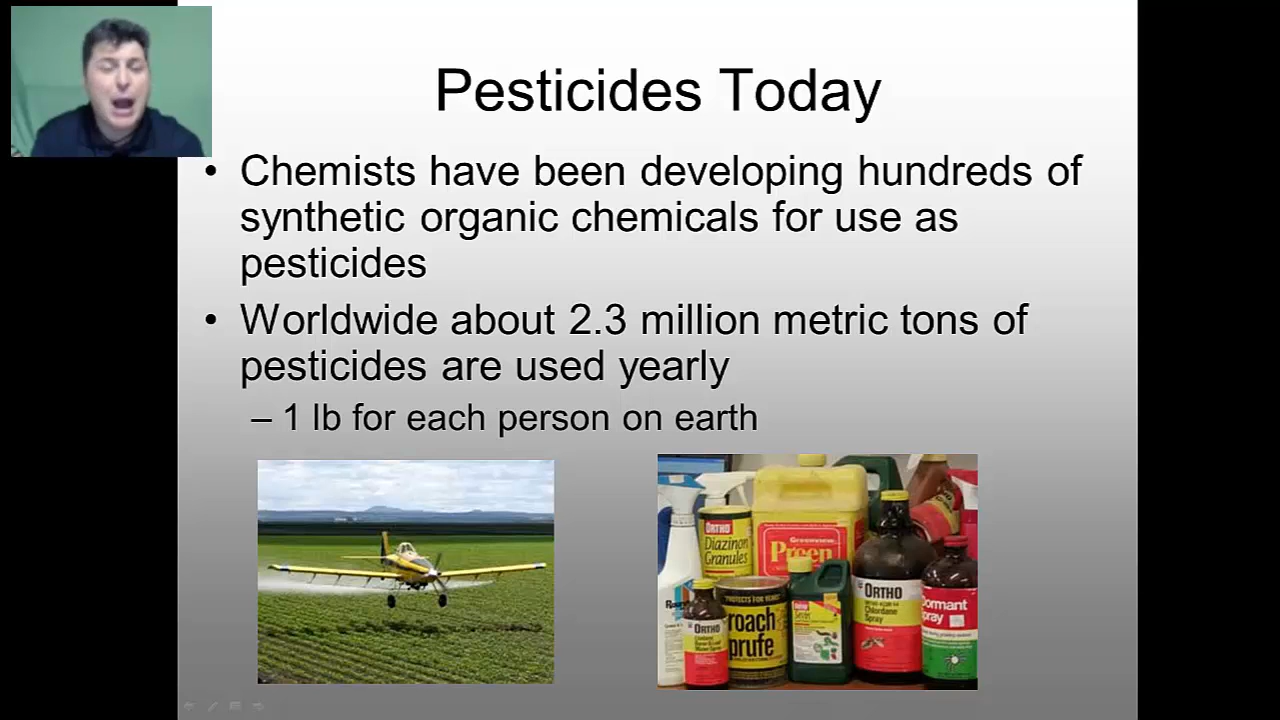 Pesticides Today
• Chemists have been developing hundreds of
synthetic organic chemicals for use as
pesticides
• Worldwide about 2.3 million metric tons of
pesticides are used yearly
– 1 lb for each person on earth
ORTHO
Diazinon
Granules
Greenview
Preen
ORTHO
Chlordane
Spray
ORTHO
roach
prufe
Dormant
Spray